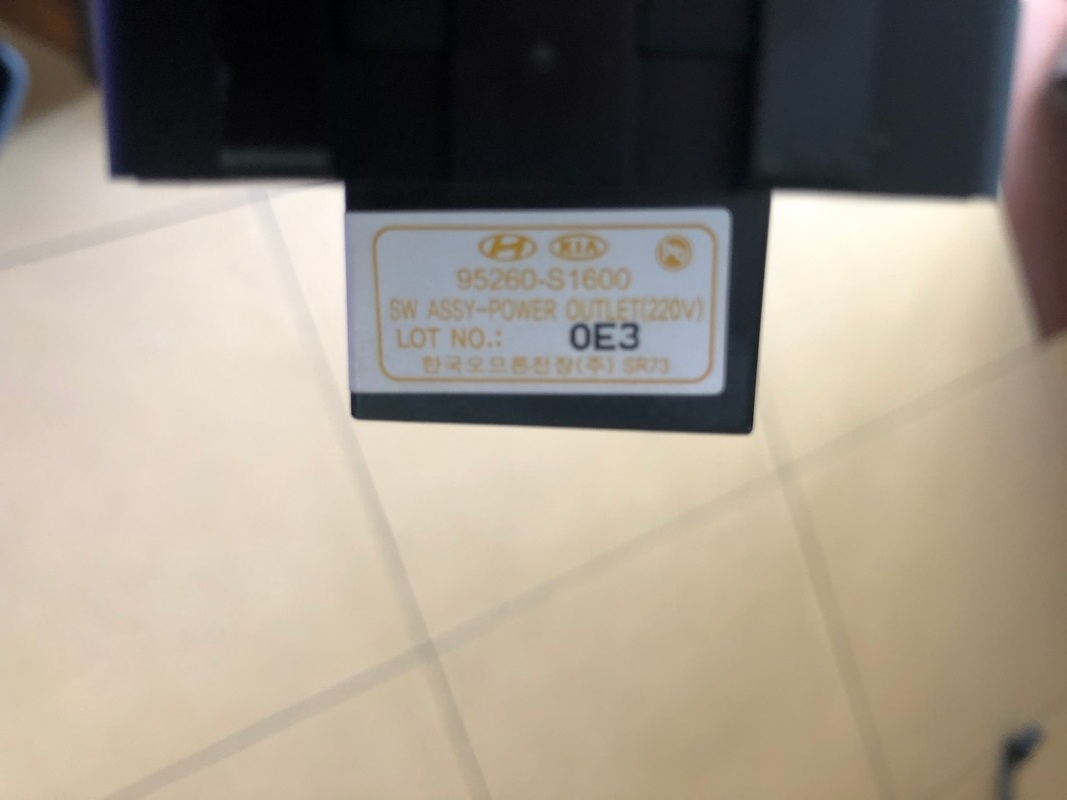 KIA Pb
95260-S1600
SW ASSY-POWER OUTLET(220V)
LOT NO.: 0E3
한국오므론전장(주) SR73